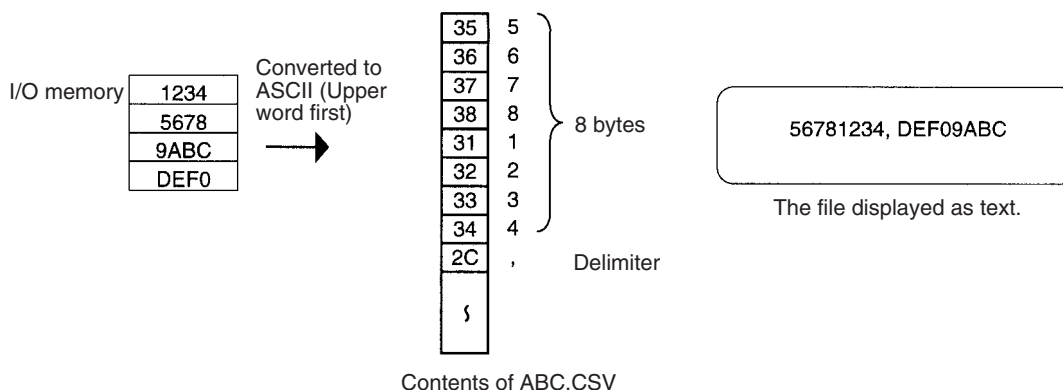 I/O memory
1234
5678
9ABC
DEF0
Converted to
ASCII (Upper
word first)
35 5
36 6
37 7
38 8
31 1
32 2
33 3
34 4
2C ,
8 bytes
Delimiter
Contents of ABC.CSV
56781234, DEF09ABC
The file displayed as text.